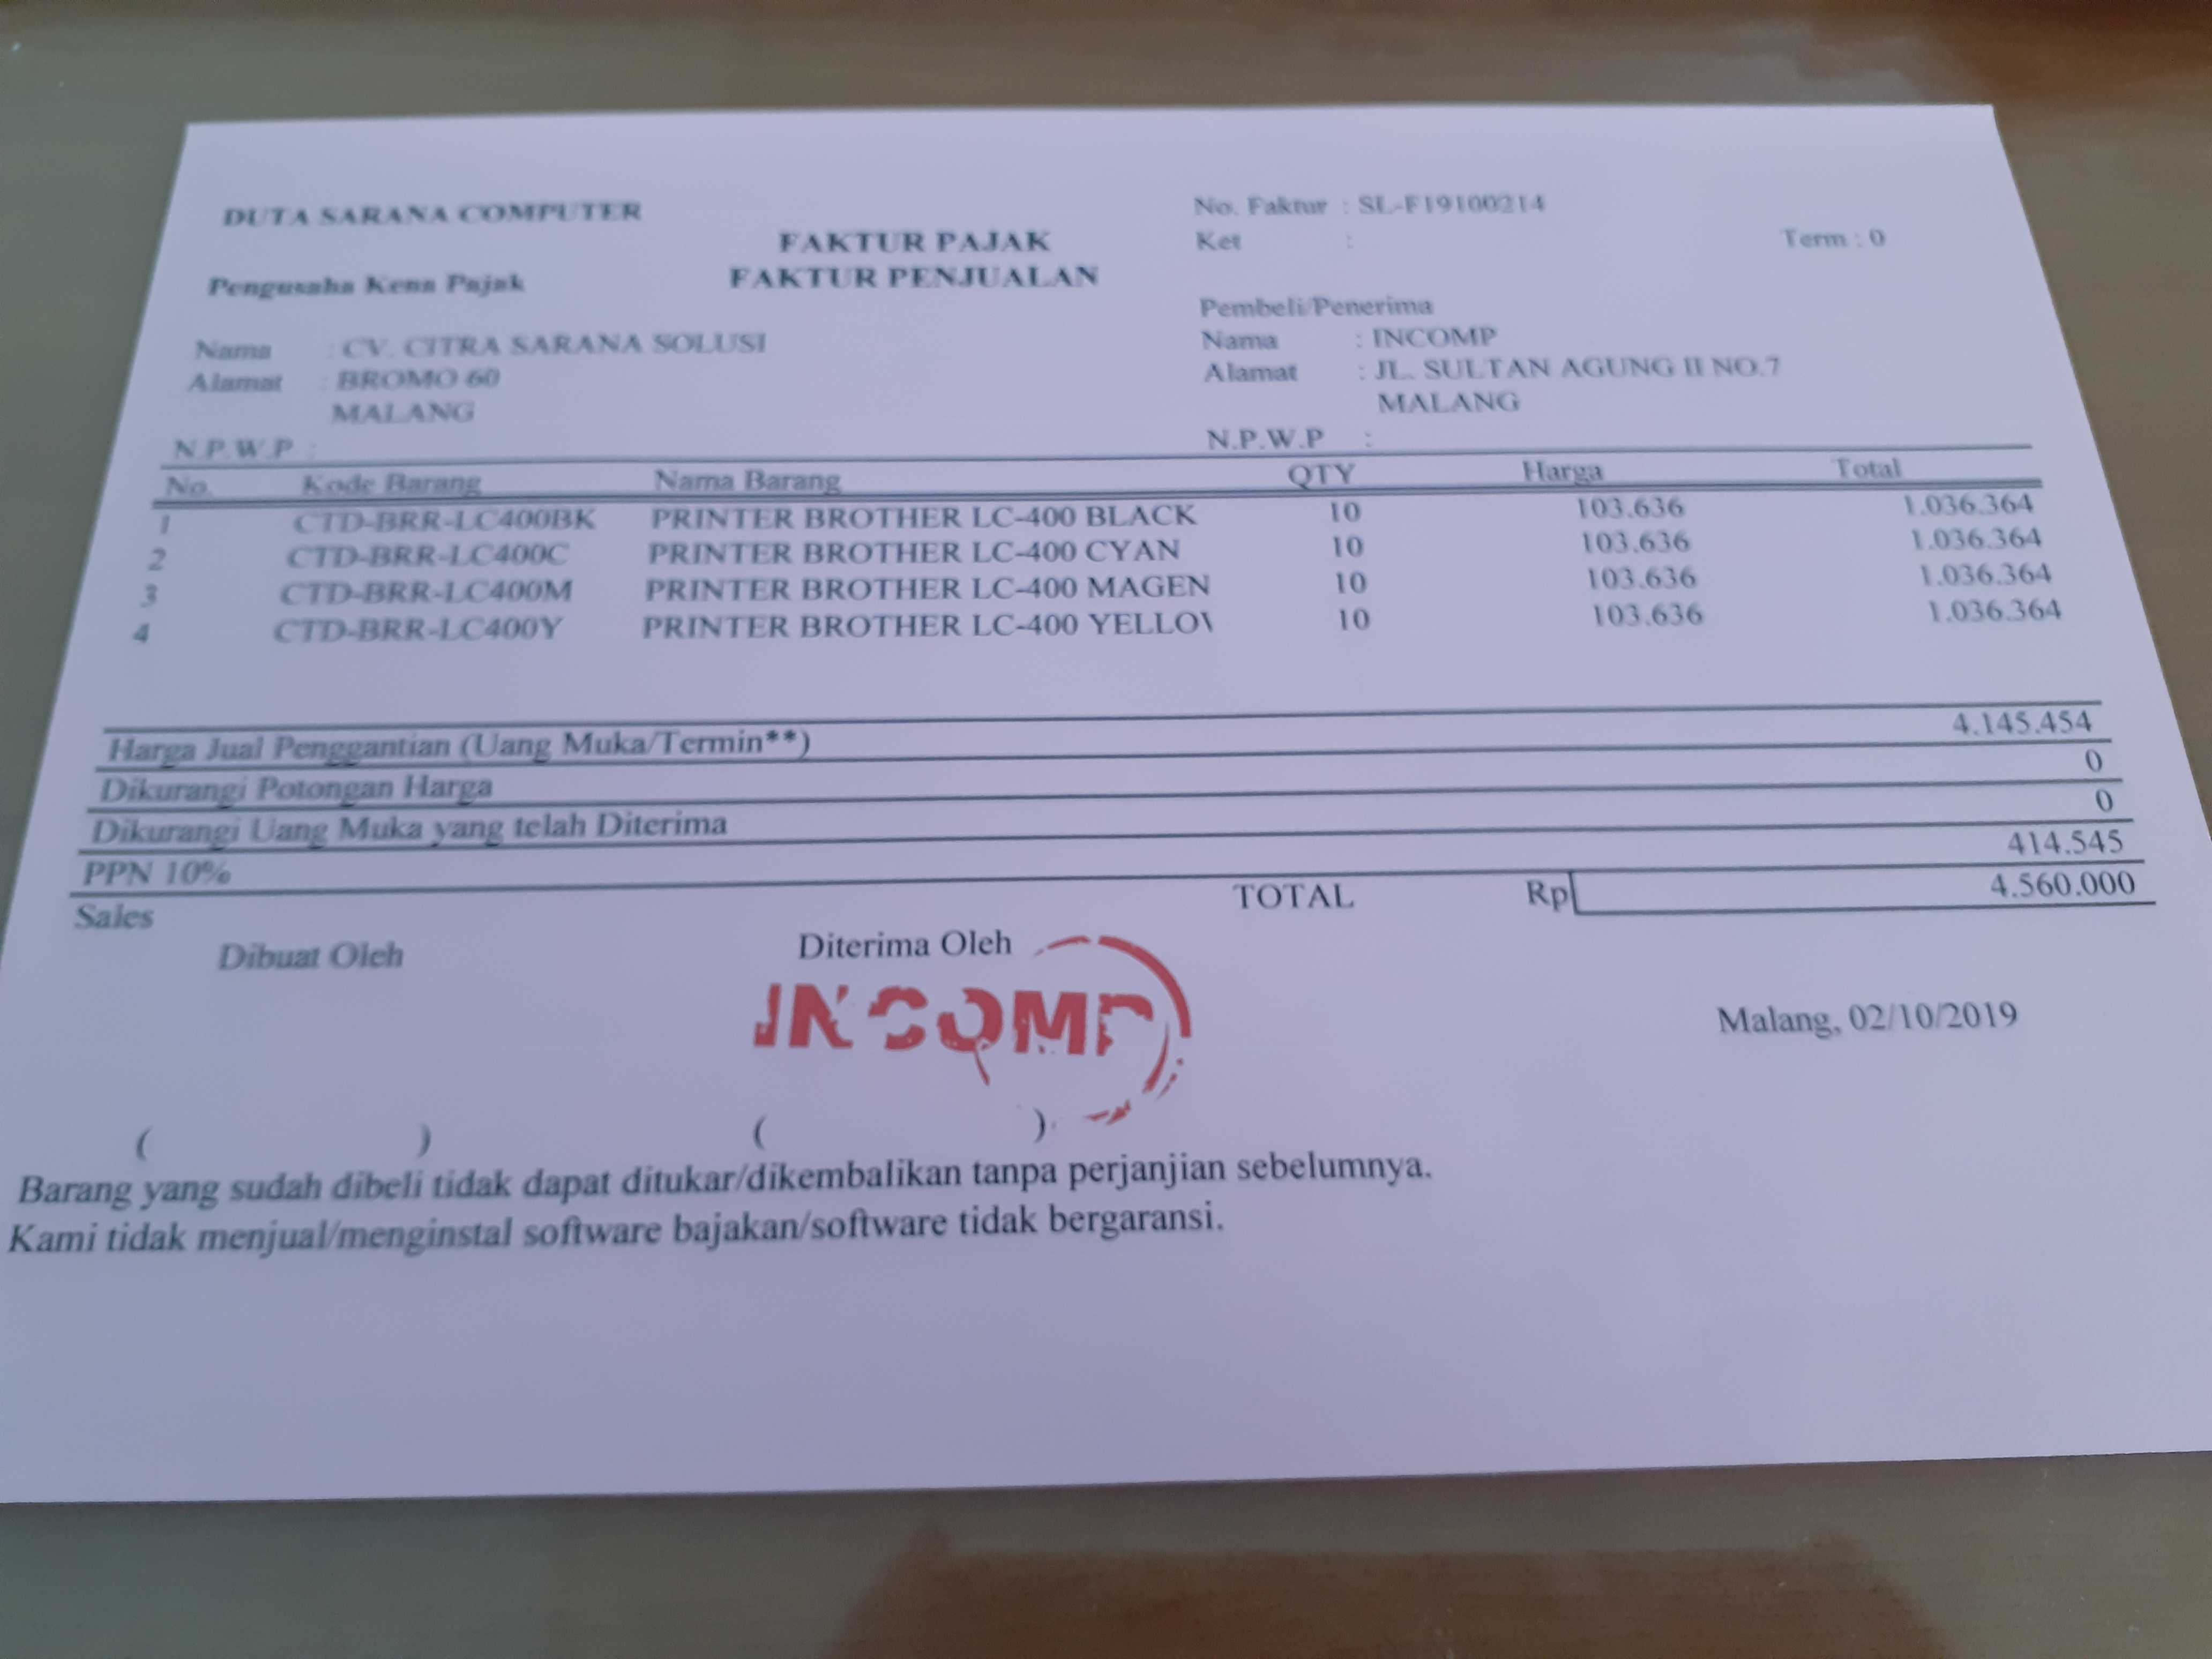 DUTA SARANA COMPUTER
FAKTUR PAJAK
FAKTUR PENJUALAN
No. Faktur : SL-F19100214
Ket :
Term : 0
Pengusaha Kena Pajak
Nama : CV. CITRA SARANA SOLUSI
Alamat : BROMO 60
MALANG
N.P.W.P :
Pembeli/Penerima
Nama : INCOMP
Alamat : JL. SULTAN AGUNG II NO.7
MALANG
N.P.W.P :
No. Kode Barang Nama Barang QTY Harga Total
1 CTD-BRR-LC400BK PRINTER BROTHER LC-400 BLACK 10 103.636 1.036.364
2 CTD-BRR-LC400C PRINTER BROTHER LC-400 CYAN 10 103.636 1.036.364
3 CTD-BRR-LC400M PRINTER BROTHER LC-400 MAGEN 10 103.636 1.036.364
4 CTD-BRR-LC400Y PRINTER BROTHER LC-400 YELLOW 10 103.636 1.036.364
Harga Jual Penggantian (Uang Muka/Termin**) 4.145.454
Dikurangi Potongan Harga 0
Dikurangi Uang Muka yang telah Diterima 0
PPN 10% 414.545
TOTAL Rp 4.560.000
Sales
Dibuat Oleh
Diterima Oleh
INCOMP
Malang, 02/10/2019
( ) ( )
Barang yang sudah dibeli tidak dapat ditukar/dikembalikan tanpa perjanjian sebelumnya.
Kami tidak menjual/menginstal software bajakan/software tidak bergaransi.